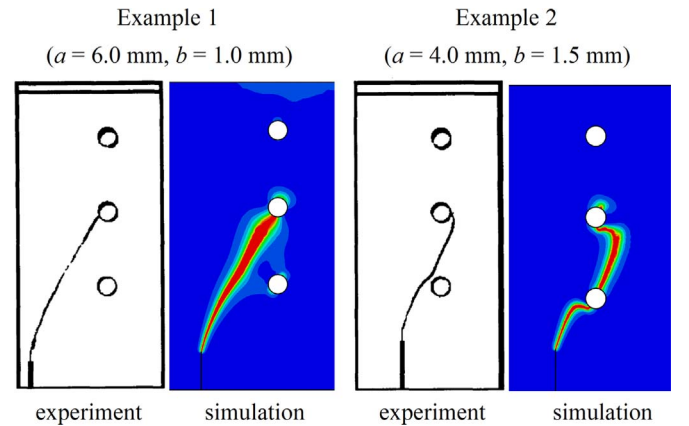 Example 1
(a = 6.0 mm, b = 1.0 mm)
Example 2
(a = 4.0 mm, b = 1.5 mm)
experiment
simulation
experiment
simulation